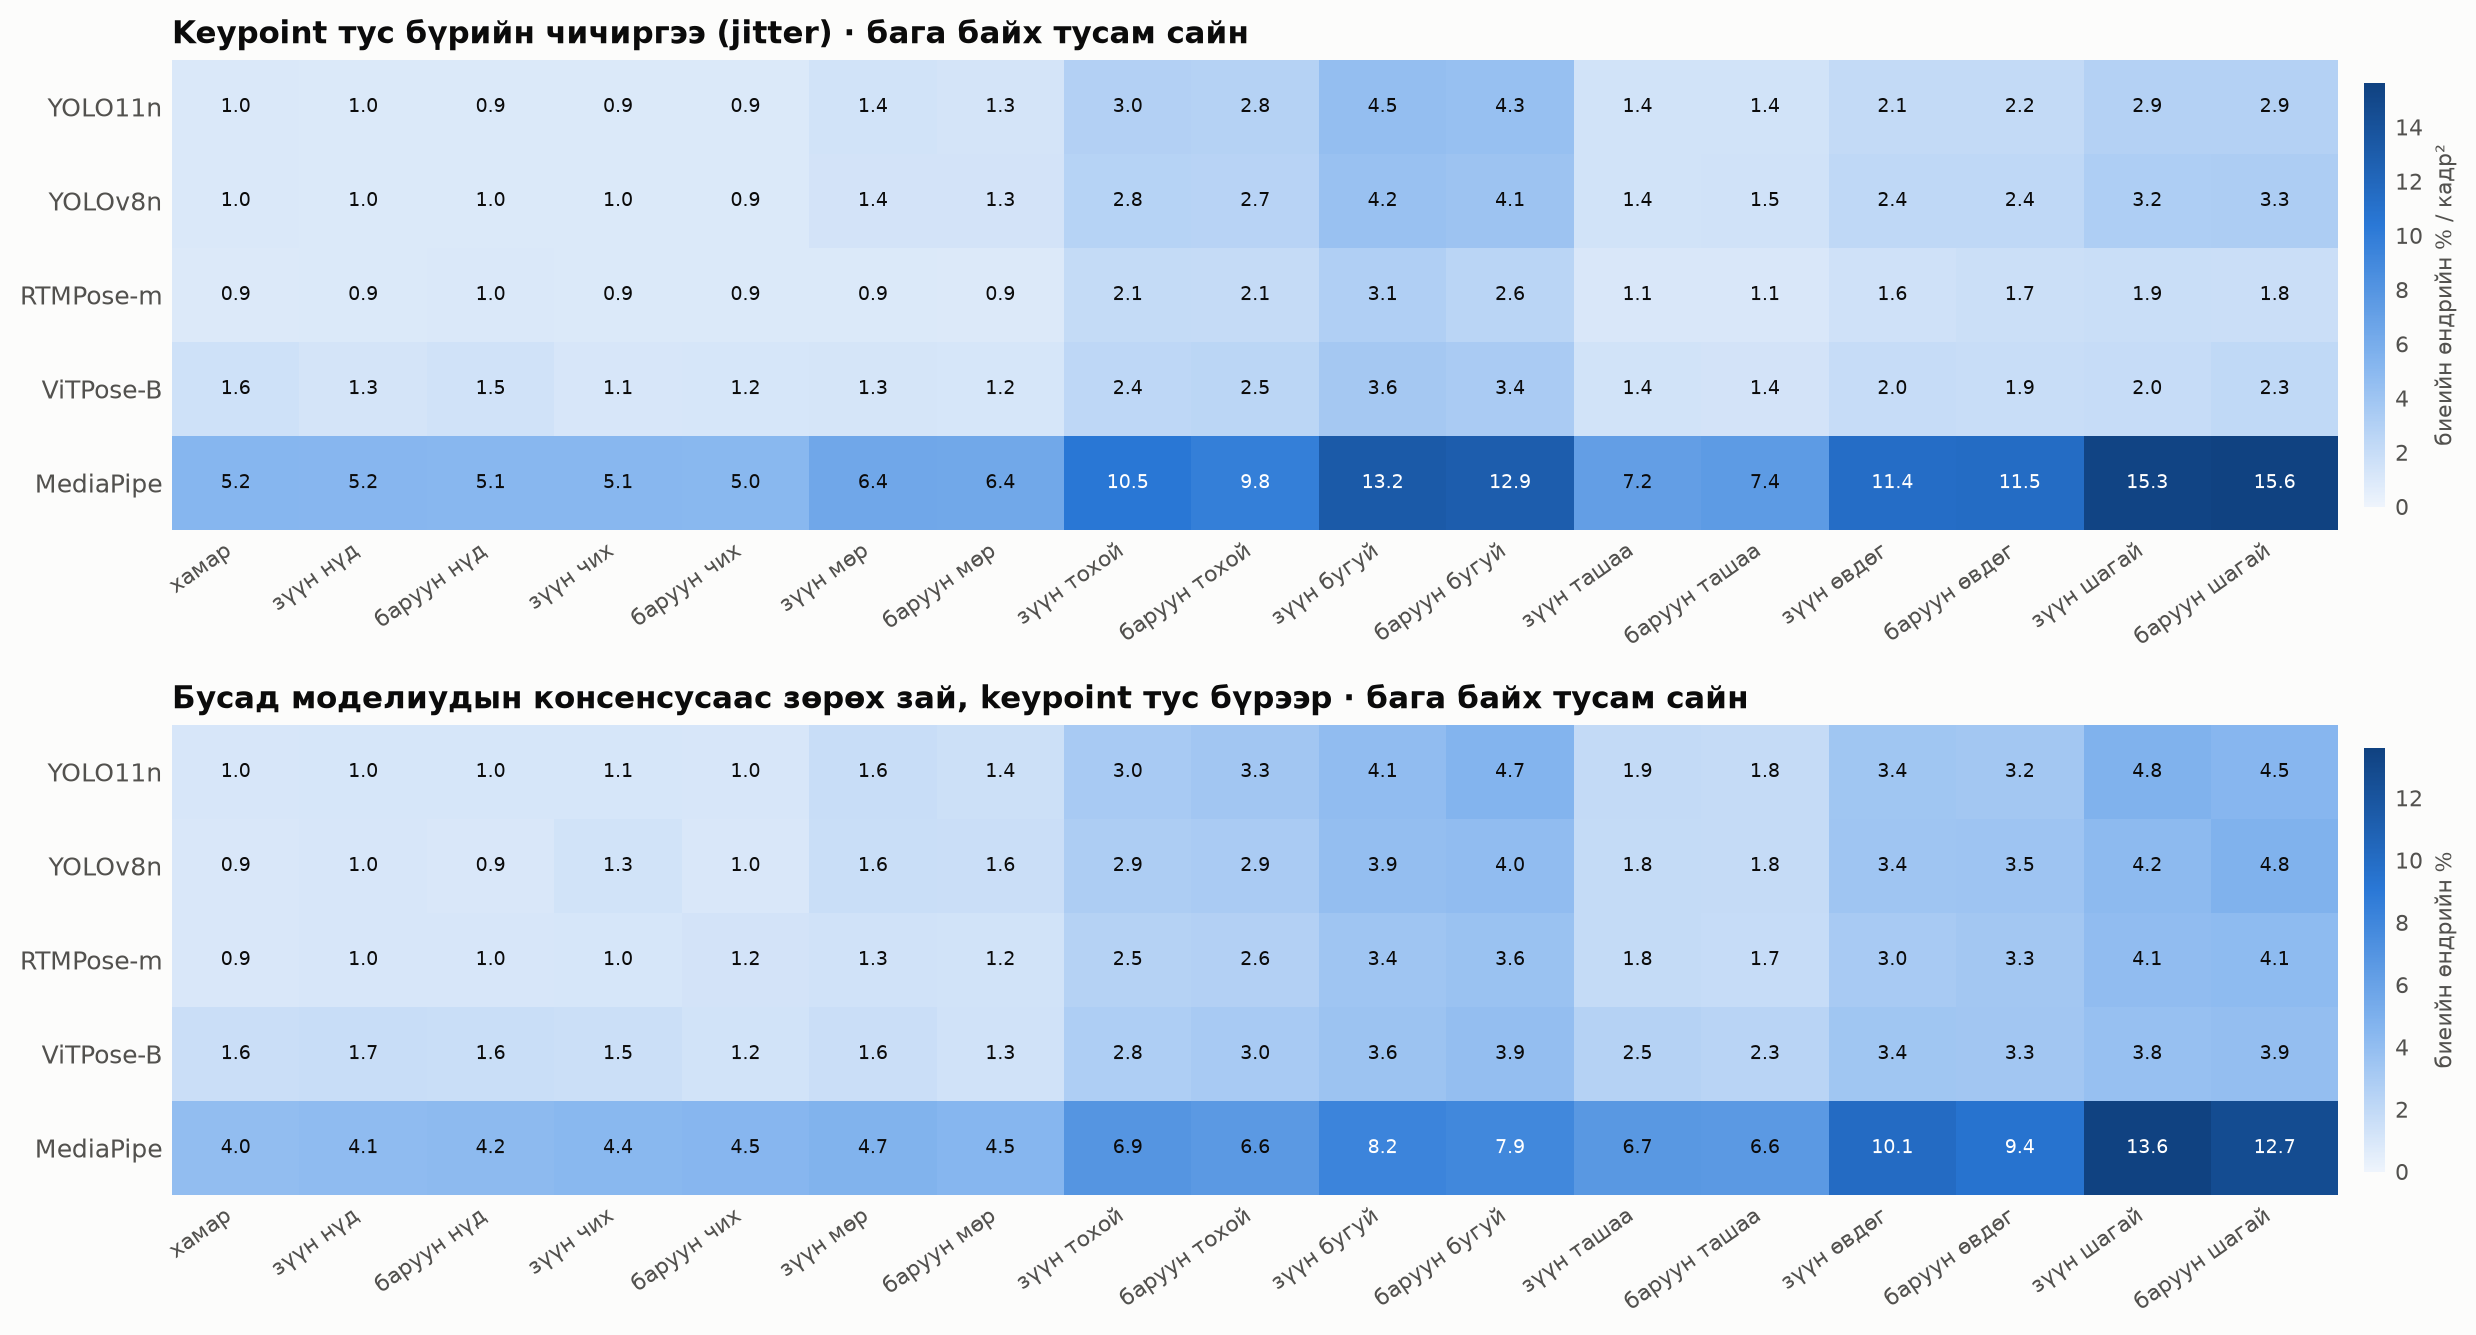 Keypoint тус бүрийн чичиргээ (jitter) · бага байх тусам сайн
YOLO11n 1.0 1.0 0.9 0.9 0.9 1.4 1.3 3.0 2.8 4.5 4.3 1.4 1.4 2.1 2.2 2.9 2.9
YOLOv8n 1.0 1.0 1.0 1.0 0.9 1.4 1.3 2.8 2.7 4.2 4.1 1.4 1.5 2.4 2.4 3.2 3.3
RTMPose-m 0.9 0.9 1.0 0.9 0.9 0.9 0.9 2.1 2.1 3.1 2.6 1.1 1.1 1.6 1.7 1.9 1.8
ViTPose-B 1.6 1.3 1.5 1.1 1.2 1.3 1.2 2.4 2.5 3.6 3.4 1.4 1.4 2.0 1.9 2.0 2.3
MediaPipe 5.2 5.2 5.1 5.1 5.0 6.4 6.4 10.5 9.8 13.2 12.9 7.2 7.4 11.4 11.5 15.3 15.6
хамар зүүн нүд баруун нүд зүүн чих баруун чих зүүн мөр баруун мөр зүүн тохой баруун тохой зүүн бугуй баруун бугуй зүүн ташаа баруун ташаа зүүн өвдөг баруун өвдөг зүүн шагай баруун шагай
14
12
10
8
6
4
2
0
биеийн өндрийн % / кадр²
Бусад моделиудын консенсусаас зөрөх зай, keypoint тус бүрээр · бага байх тусам сайн
YOLO11n 1.0 1.0 1.0 1.1 1.0 1.6 1.4 3.0 3.3 4.1 4.7 1.9 1.8 3.4 3.2 4.8 4.5
YOLOv8n 0.9 1.0 0.9 1.3 1.0 1.6 1.6 2.9 2.9 3.9 4.0 1.8 1.8 3.4 3.5 4.2 4.8
RTMPose-m 0.9 1.0 1.0 1.0 1.2 1.3 1.2 2.5 2.6 3.4 3.6 1.8 1.7 3.0 3.3 4.1 4.1
ViTPose-B 1.6 1.7 1.6 1.5 1.2 1.6 1.3 2.8 3.0 3.6 3.9 2.5 2.3 3.4 3.3 3.8 3.9
MediaPipe 4.0 4.1 4.2 4.4 4.5 4.7 4.5 6.9 6.6 8.2 7.9 6.7 6.6 10.1 9.4 13.6 12.7
хамар зүүн нүд баруун нүд зүүн чих баруун чих зүүн мөр баруун мөр зүүн тохой баруун тохой зүүн бугуй баруун бугуй зүүн ташаа баруун ташаа зүүн өвдөг баруун өвдөг зүүн шагай баруун шагай
12
10
8
6
4
2
0
биеийн өндрийн %